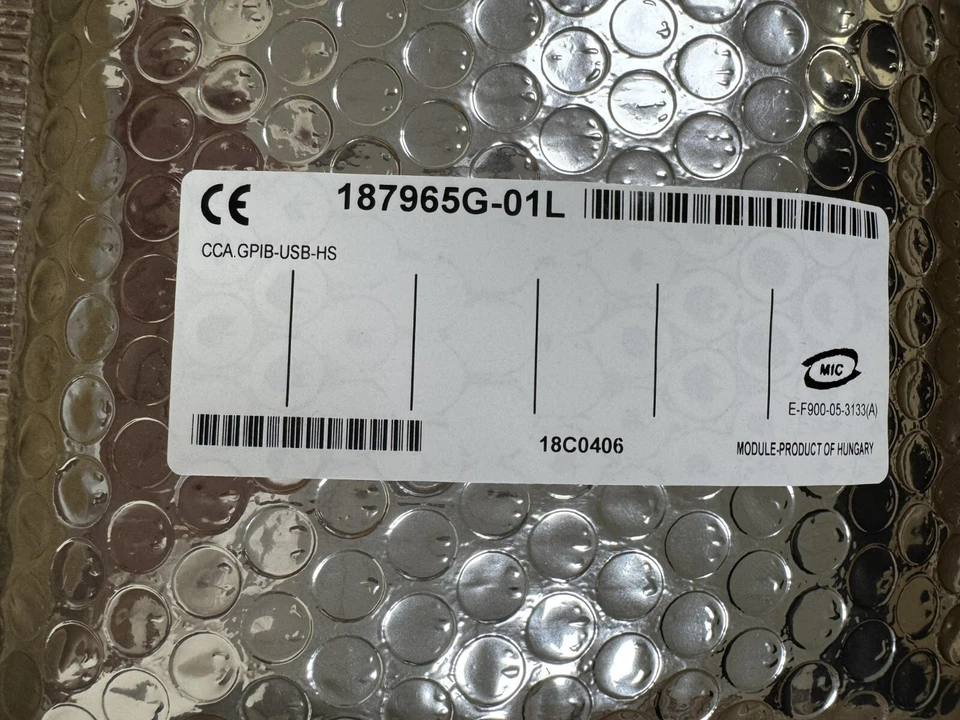 CE 187965G-01L
CCA.GPIB-USB-HS
MIC
E-F900-05-3133(A)
18C0406 MODULE-PRODUCT OF HUNGARY